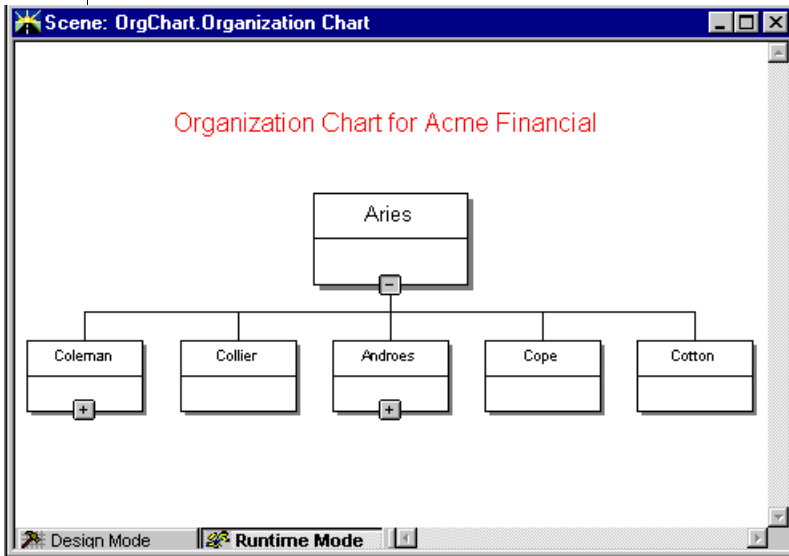 Scene: OrgChart.Organization Chart
Organization Chart for Acme Financial
Aries
−
Coleman Collier Androes Cope Cotton
+ +
Design Mode Runtime Mode